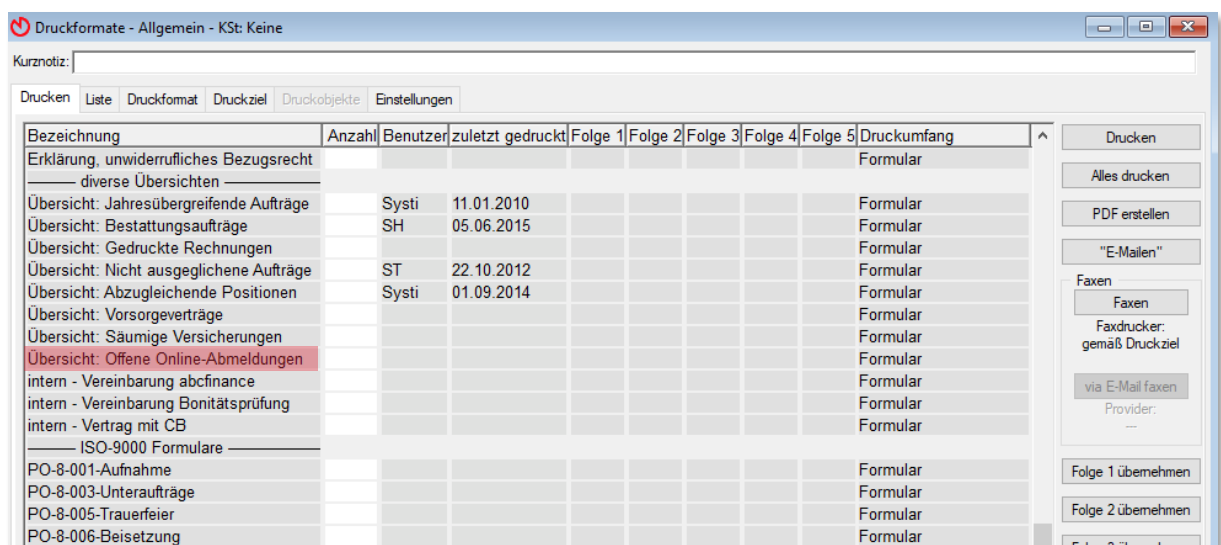 Druckformate - Allgemein - KSt: Keine
Kurznotiz:
Drucken Liste Druckformat Druckziel Druckobjekte Einstellungen
Bezeichnung Anzahl Benutzer zuletzt gedruckt Folge 1 Folge 2 Folge 3 Folge 4 Folge 5 Druckumfang
Erklärung, unwiderrufliches Bezugsrecht Formular
——— diverse Übersichten ———
Übersicht: Jahresübergreifende Aufträge Systi 11.01.2010 Formular
Übersicht: Bestattungsaufträge SH 05.06.2015 Formular
Übersicht: Gedruckte Rechnungen Formular
Übersicht: Nicht ausgeglichene Aufträge ST 22.10.2012 Formular
Übersicht: Abzugleichende Positionen Systi 01.09.2014 Formular
Übersicht: Vorsorgeverträge Formular
Übersicht: Säumige Versicherungen Formular
Übersicht: Offene Online-Abmeldungen Formular
intern - Vereinbarung abcfinance Formular
intern - Vereinbarung Bonitätsprüfung Formular
intern - Vertrag mit CB Formular
——— ISO-9000 Formulare ———
PO-8-001-Aufnahme Formular
PO-8-003-Unteraufträge Formular
PO-8-005-Trauerfeier Formular
PO-8-006-Beisetzung Formular
Drucken
Alles drucken
PDF erstellen
"E-Mailen"
Faxen
Faxen
Faxdrucker:
gemäß Druckziel
via E-Mail faxen
Provider:
---
Folge 1 übernehmen
Folge 2 übernehmen